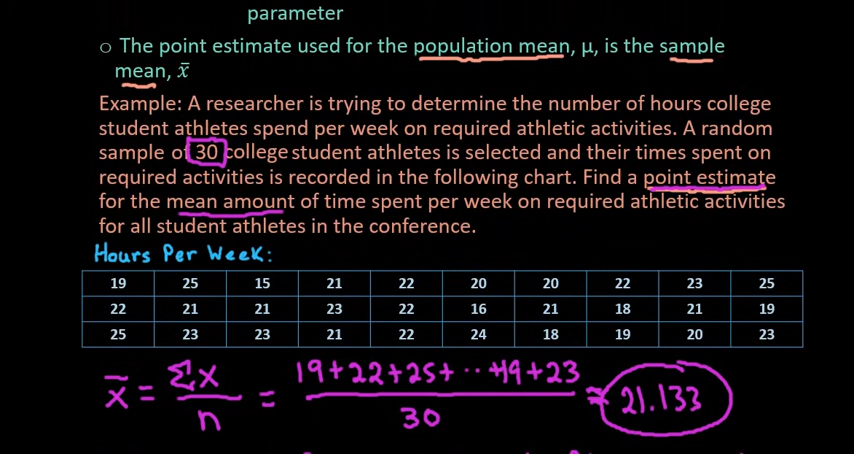 parameter
o The point estimate used for the population mean, μ, is the sample
mean, x̄
Example: A researcher is trying to determine the number of hours college
student athletes spend per week on required athletic activities. A random
sample of 30 college student athletes is selected and their times spent on
required activities is recorded in the following chart. Find a point estimate
for the mean amount of time spent per week on required athletic activities
for all student athletes in the conference.
Hours Per Week:
19 25 15 21 22 20 20 22 23 25
22 21 21 23 22 16 21 18 21 19
25 23 23 21 22 24 18 19 20 23
x̄ = Σx / n = 19+22+25+···+19+23 / 30 ≈ 21.133